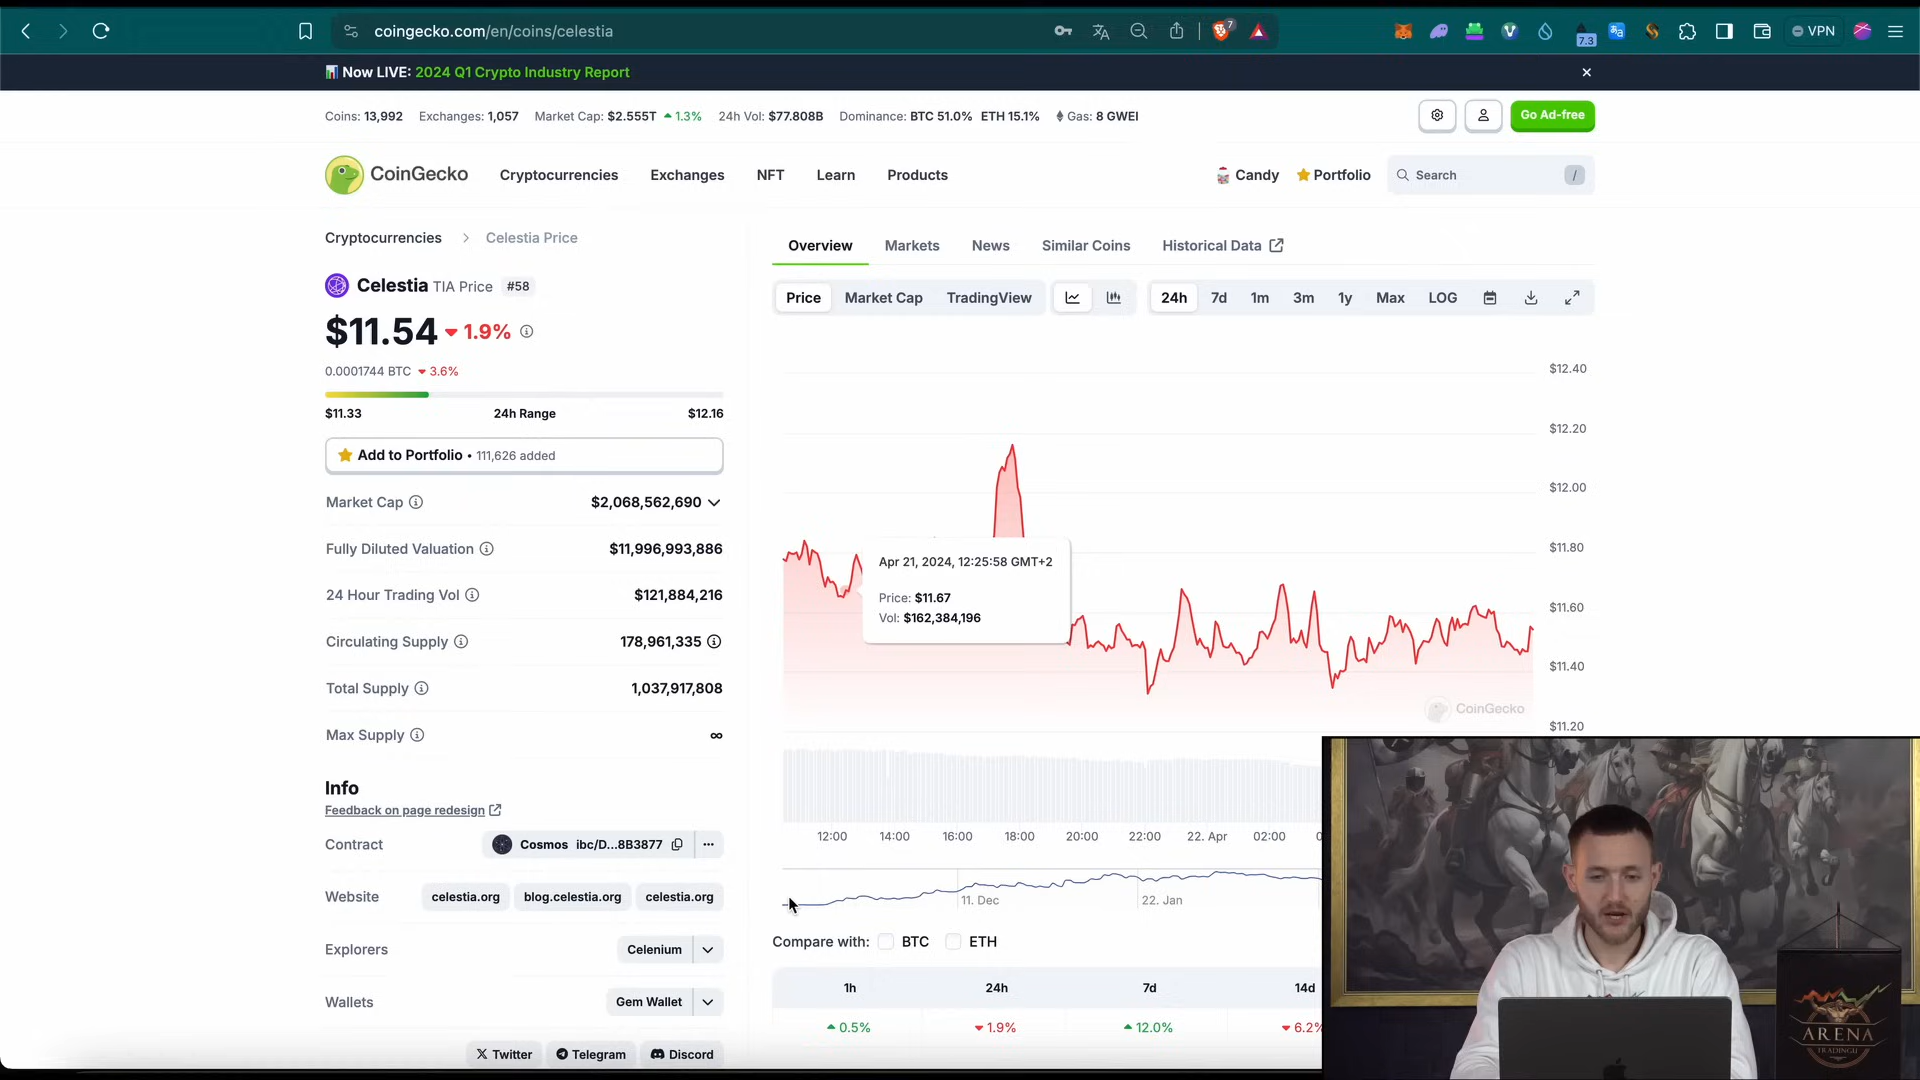 coingecko.com/en/coins/celestia
7
7.3
VPN
Now LIVE: 2024 Q1 Crypto Industry Report
Coins: 13,992 Exchanges: 1,057 Market Cap: $2.555T 1.3% 24h Vol: $77.808B Dominance: BTC 51.0% ETH 15.1% Gas: 8 GWEI
Go Ad-free
CoinGecko Cryptocurrencies Exchanges NFT Learn Products
Candy Portfolio Search /
Cryptocurrencies Celestia Price
Celestia TIA Price #58
$11.54 1.9%
0.0001744 BTC 3.6%
$11.33 24h Range $12.16
Add to Portfolio • 111,626 added
Market Cap $2,068,562,690
Fully Diluted Valuation $11,996,993,886
24 Hour Trading Vol $121,884,216
Circulating Supply 178,961,335
Total Supply 1,037,917,808
Max Supply ∞
Info
Feedback on page redesign
Contract Cosmos ibc/D...8B3877
Website celestia.org blog.celestia.org celestia.org
Explorers Celenium
Wallets Gem Wallet
Twitter Telegram Discord
Overview Markets News Similar Coins Historical Data
Price Market Cap TradingView 24h 7d 1m 3m 1y Max LOG
$12.40
$12.20
$12.00
$11.80
$11.60
$11.40
$11.20
Apr 21, 2024, 12:25:58 GMT+2
Price: $11.67
Vol: $162,384,196
CoinGecko
12:00 14:00 16:00 18:00 20:00 22:00 22. Apr 02:00
11. Dec 22. Jan
Compare with: BTC ETH
1h 24h 7d 14d
0.5% 1.9% 12.0% 6.2%
ARENA
TRADINGU